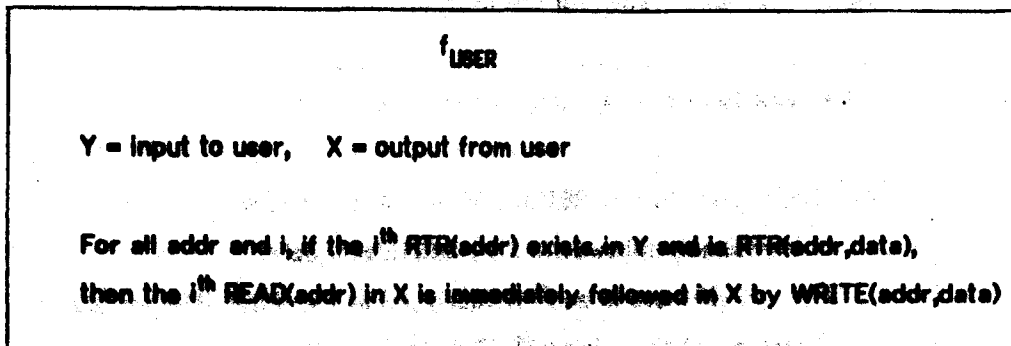 f USER
Y = input to user, X = output from user
For all addr and i, if the i th RTR(addr) exists in Y and is RTR(addr,data),
then the i th READ(addr) in X is immediately followed in X by WRITE(addr,data)